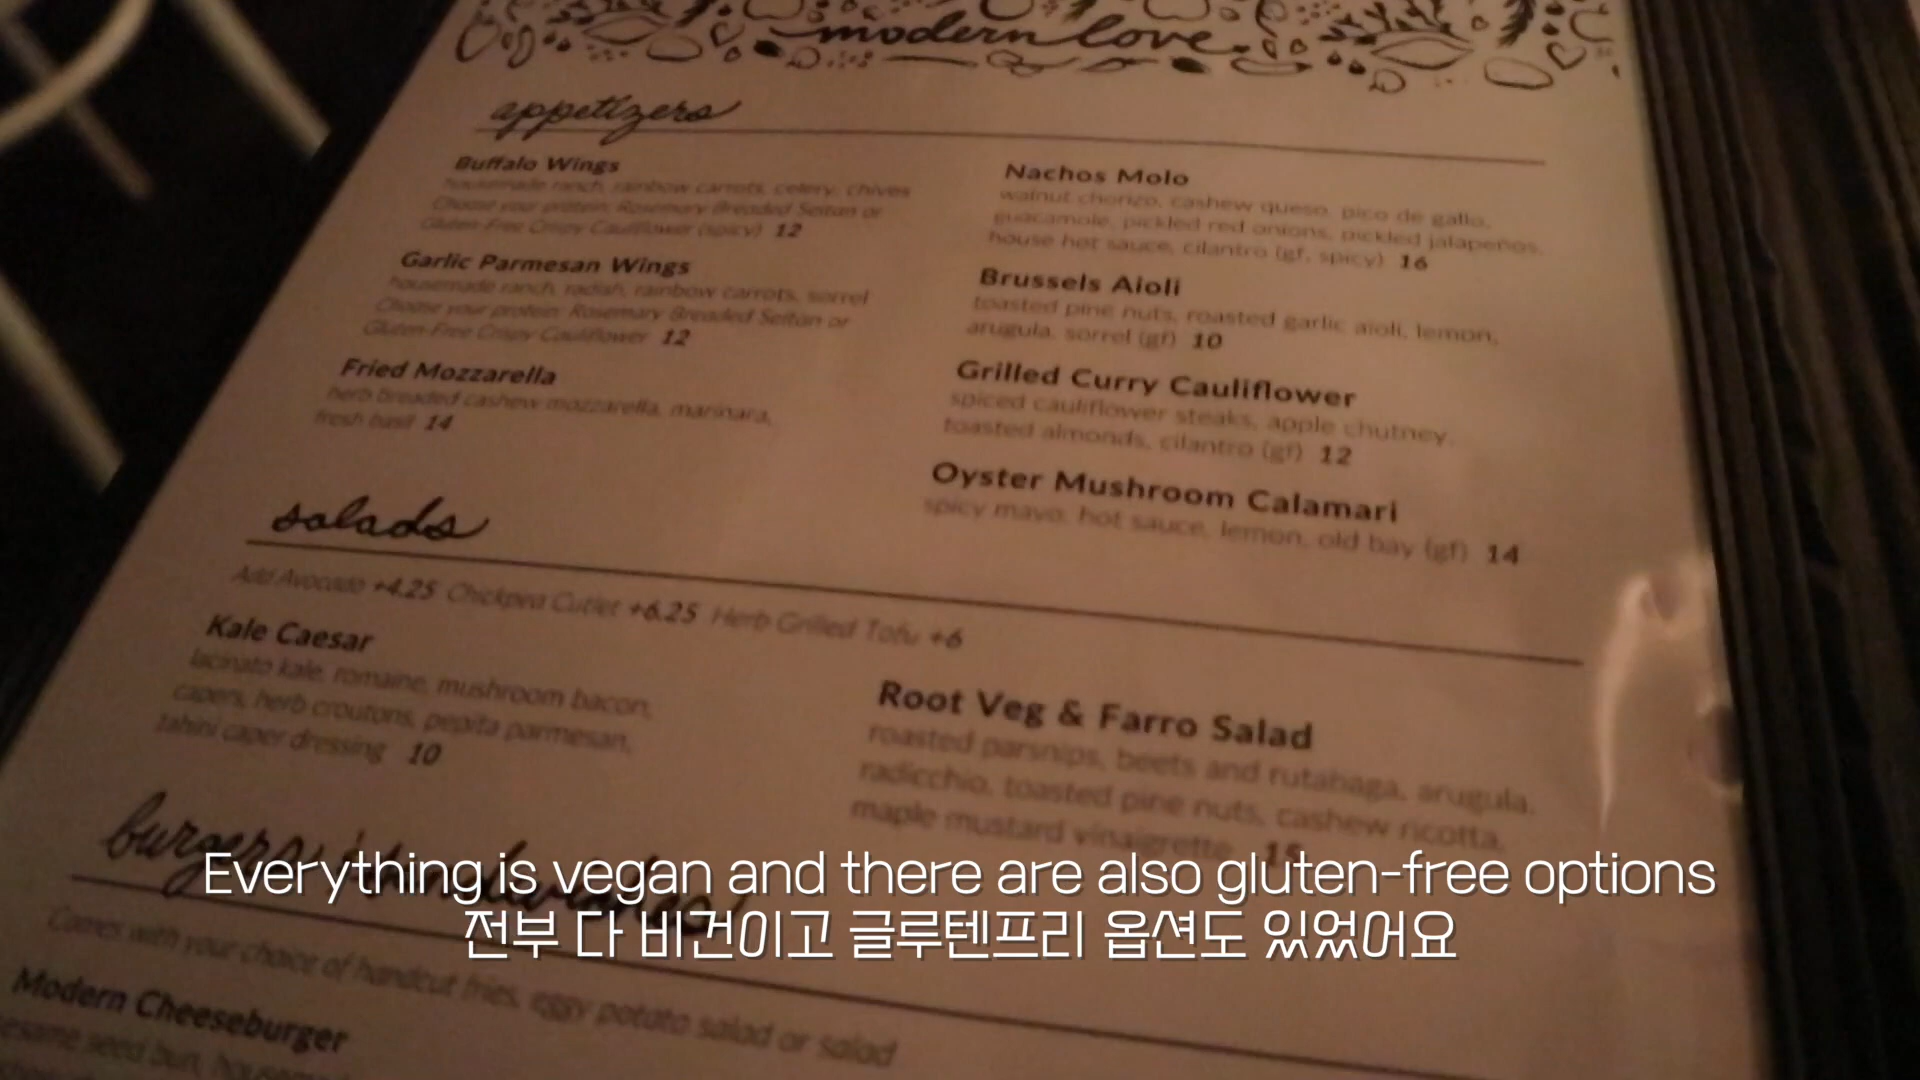 modern love
appetizers
Buffalo Wings
housemade ranch, rainbow carrots, celery, chives
Choose your protein: Rosemary Breaded Seitan or
Gluten-Free Crispy Cauliflower (spicy) 12
Garlic Parmesan Wings
housemade ranch, radish, rainbow carrots, sorrel
Choose your protein: Rosemary Breaded Seitan or
Gluten-Free Crispy Cauliflower 12
Fried Mozzarella
herb breaded cashew mozzarella, marinara,
fresh basil 14
Nachos Molo
walnut chorizo, cashew queso, pico de gallo,
guacamole, pickled red onions, pickled jalapenos,
house hot sauce, cilantro (gf, spicy) 16
Brussels Aioli
toasted pine nuts, roasted garlic aioli, lemon,
arugula, sorrel (gf) 10
Grilled Curry Cauliflower
spiced cauliflower steaks, apple chutney,
toasted almonds, cilantro (gf) 12
Oyster Mushroom Calamari
spicy mayo, hot sauce, lemon, old bay (gf) 14
salads
Add Avocado +4.25 Chickpea Cutlet +6.25 Herb Grilled Tofu +6
Kale Caesar
lacinato kale, romaine, mushroom bacon,
capers, herb croutons, pepita parmesan,
tahini caper dressing 10
Root Veg & Farro Salad
roasted parsnips, beets and rutabaga, arugula,
radicchio, toasted pine nuts, cashew ricotta,
maple mustard vinaigrette 15
burgers 'n sandwiches
Comes with your choice of handcut fries, eggy potato salad or salad
Modern Cheeseburger
sesame seed bun,
Everything is vegan and there are also gluten-free options
전부 다 비건이고 글루텐프리 옵션도 있었어요